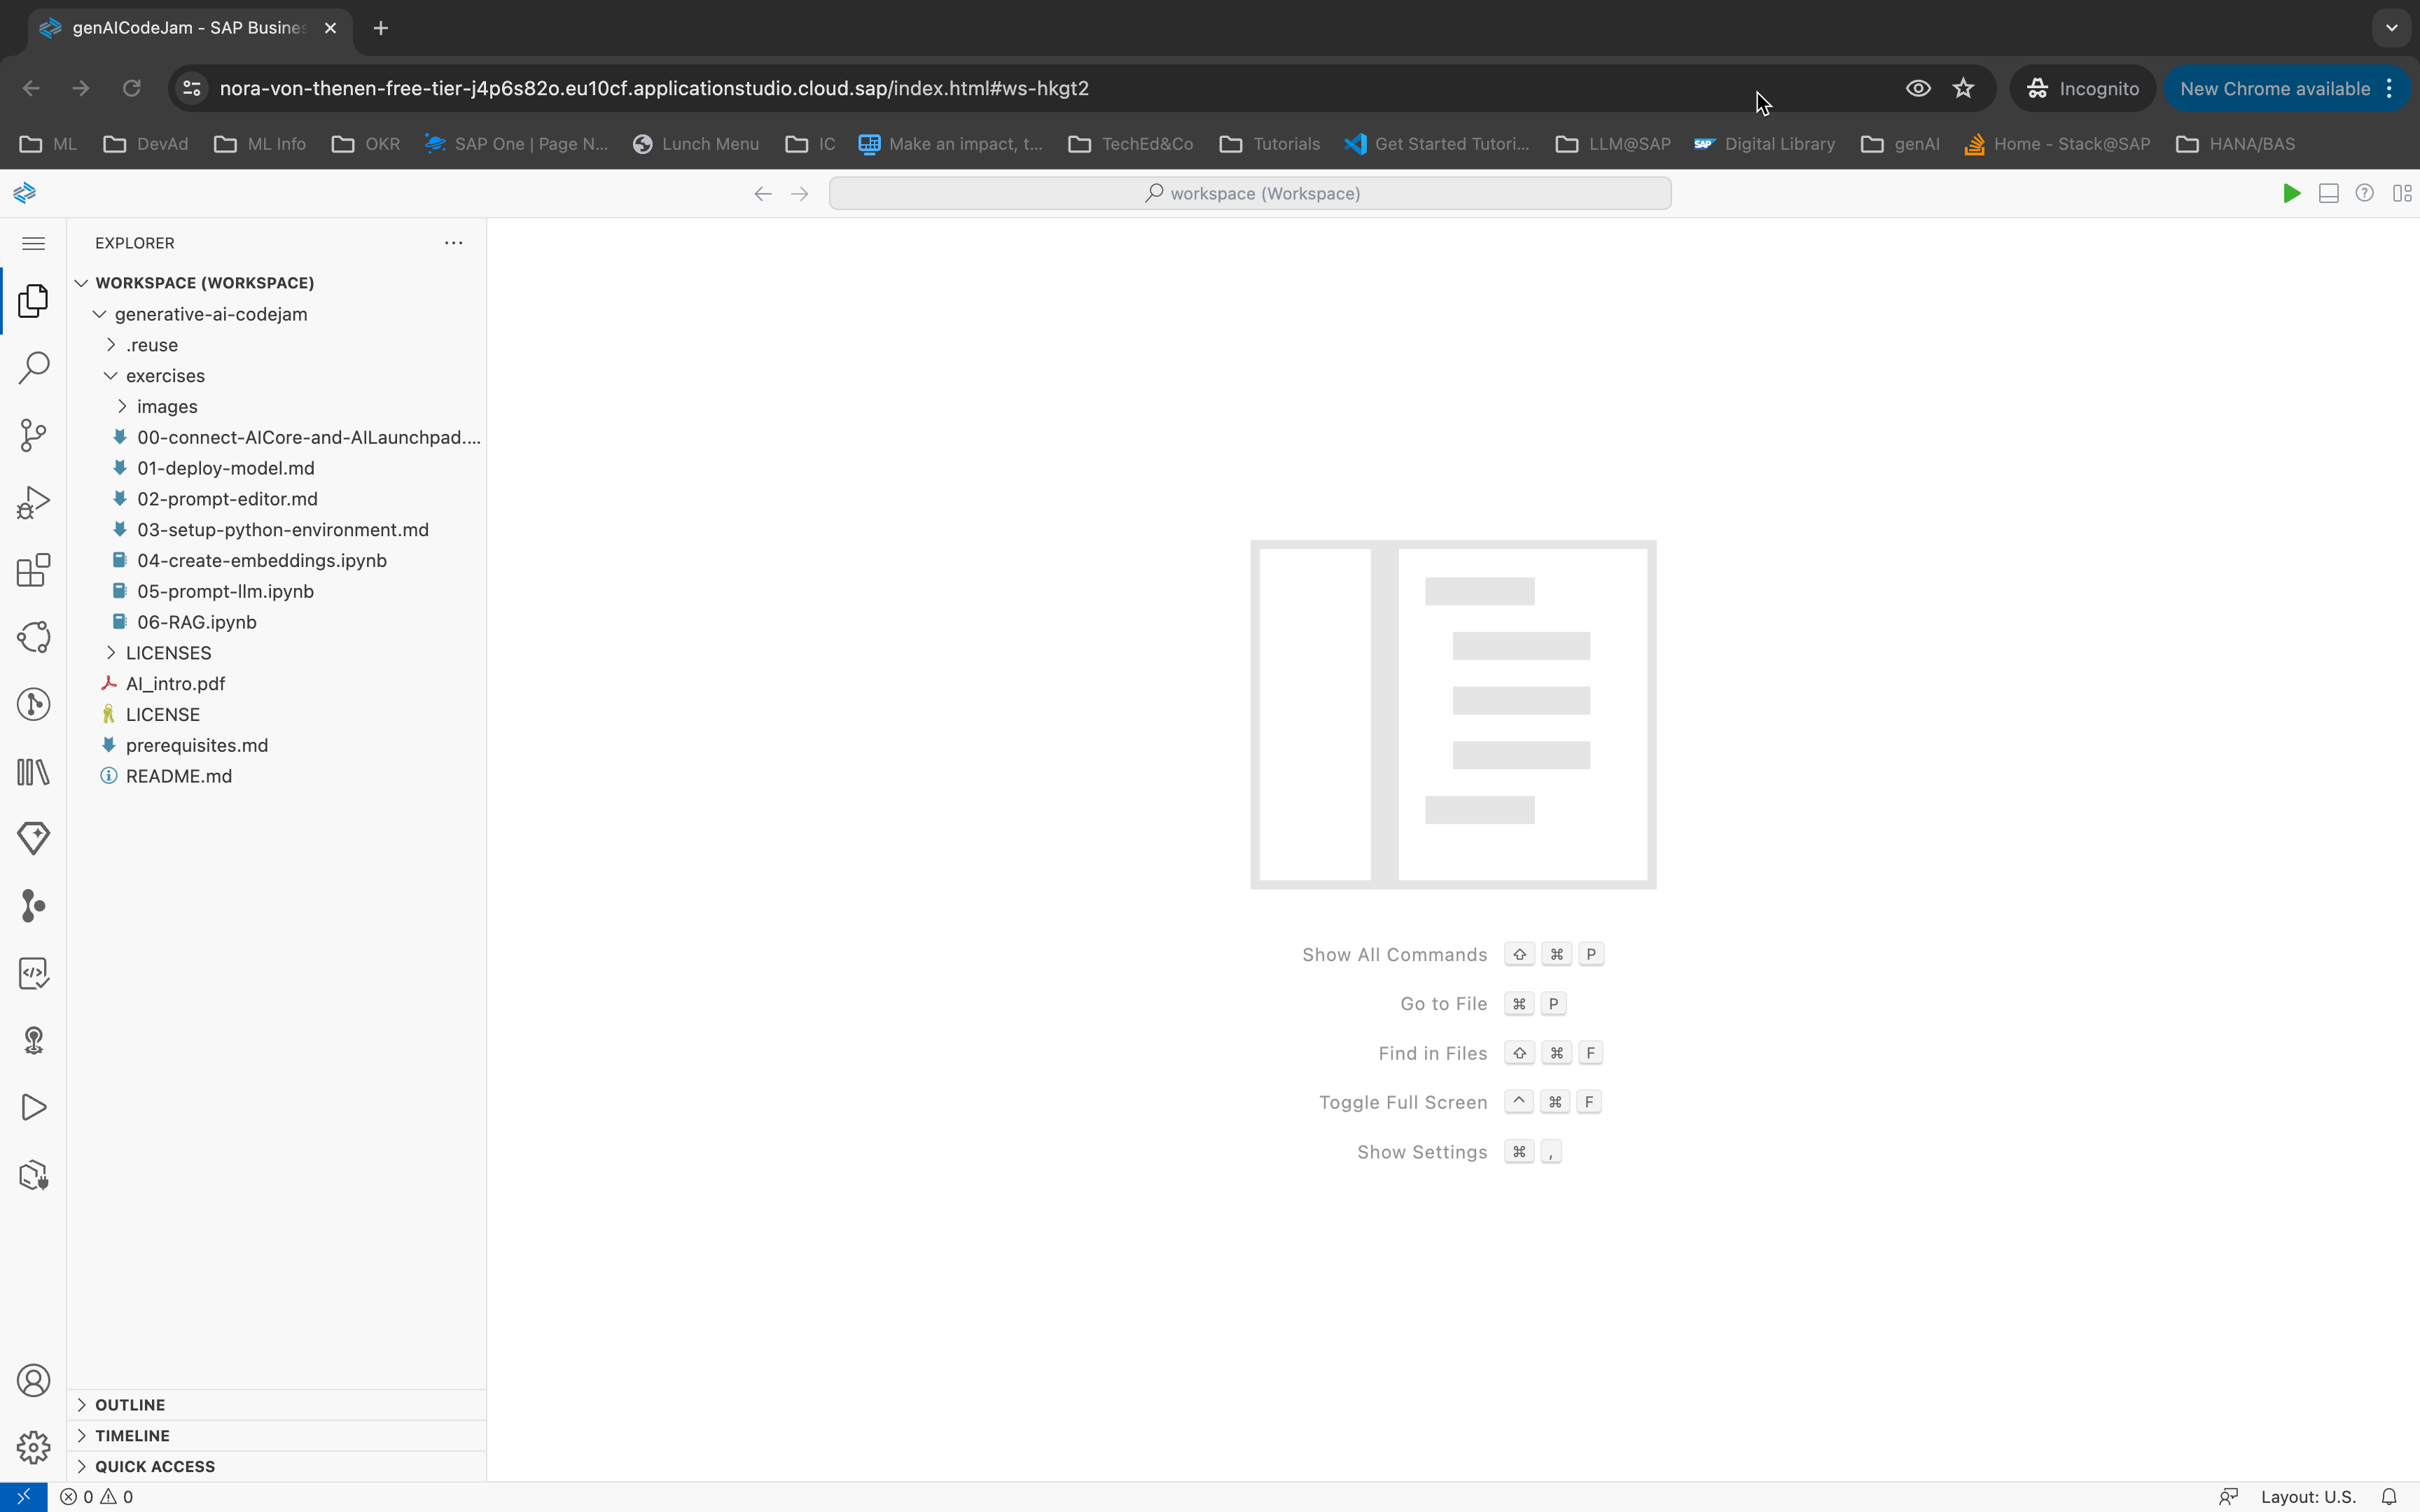 genAICodeJam - SAP Busines
nora-von-thenen-free-tier-j4p6s82o.eu10cf.applicationstudio.cloud.sap/index.html#ws-hkgt2
Incognito
New Chrome available
ML
DevAd
ML Info
OKR
SAP One | Page N...
Lunch Menu
IC
Make an impact, t...
TechEd&Co
Tutorials
Get Started Tutori...
LLM@SAP
SAP
Digital Library
genAI
Home - Stack@SAP
HANA/BAS
workspace (Workspace)
EXPLORER
WORKSPACE (WORKSPACE)
generative-ai-codejam
.reuse
exercises
images
00-connect-AICore-and-AILaunchpad....
01-deploy-model.md
02-prompt-editor.md
03-setup-python-environment.md
04-create-embeddings.ipynb
05-prompt-llm.ipynb
06-RAG.ipynb
LICENSES
AI_intro.pdf
LICENSE
prerequisites.md
README.md
Show All Commands ⇧ ⌘ P
Go to File ⌘ P
Find in Files ⇧ ⌘ F
Toggle Full Screen ^ ⌘ F
Show Settings ⌘ ,
OUTLINE
TIMELINE
QUICK ACCESS
0 0
Layout: U.S.